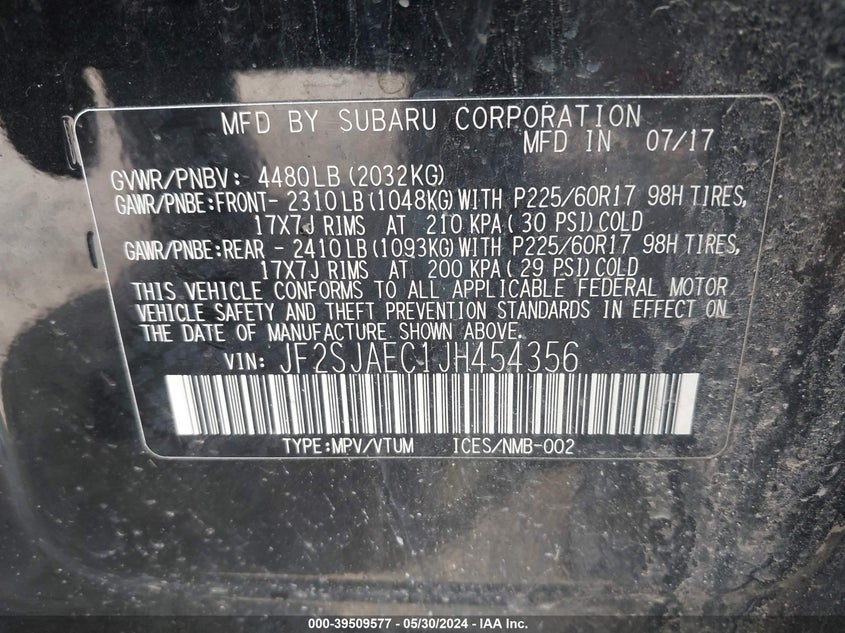 MFD BY SUBARU CORPORATION
MFD IN 07/17
GVWR/PNBV: 4480LB (2032KG)
GAWR/PNBE:FRONT- 2310LB (1048KG)WITH P225/60R17 98H TIRES,
17X7J RIMS AT 210 KPA( 30 PSI)COLD
GAWR/PNBE:REAR - 2410LB (1093KG)WITH P225/60R17 98H TIRES,
17X7J RIMS AT 200 KPA( 29 PSI)COLD
THIS VEHICLE CONFORMS TO ALL APPLICABLE FEDERAL MOTOR
VEHICLE SAFETY AND THEFT PREVENTION STANDARDS IN EFFECT ON
THE DATE OF MANUFACTURE SHOWN ABOVE.
VIN: JF2SJAEC1JH454356
TYPE:MPV/VTUM ICES/NMB-002
000-39509577 — 05/30/2024 - IAA Inc.